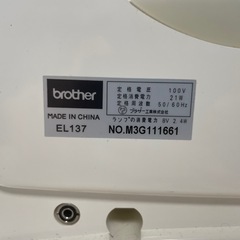 brother
定格電圧 100V
定格消費電力 21W
定格周波数 50/60Hz
ブラザー工業株式会社
ランプの消費電力 8V 2.4W
MADE IN CHINA
EL137 NO.M3G111661